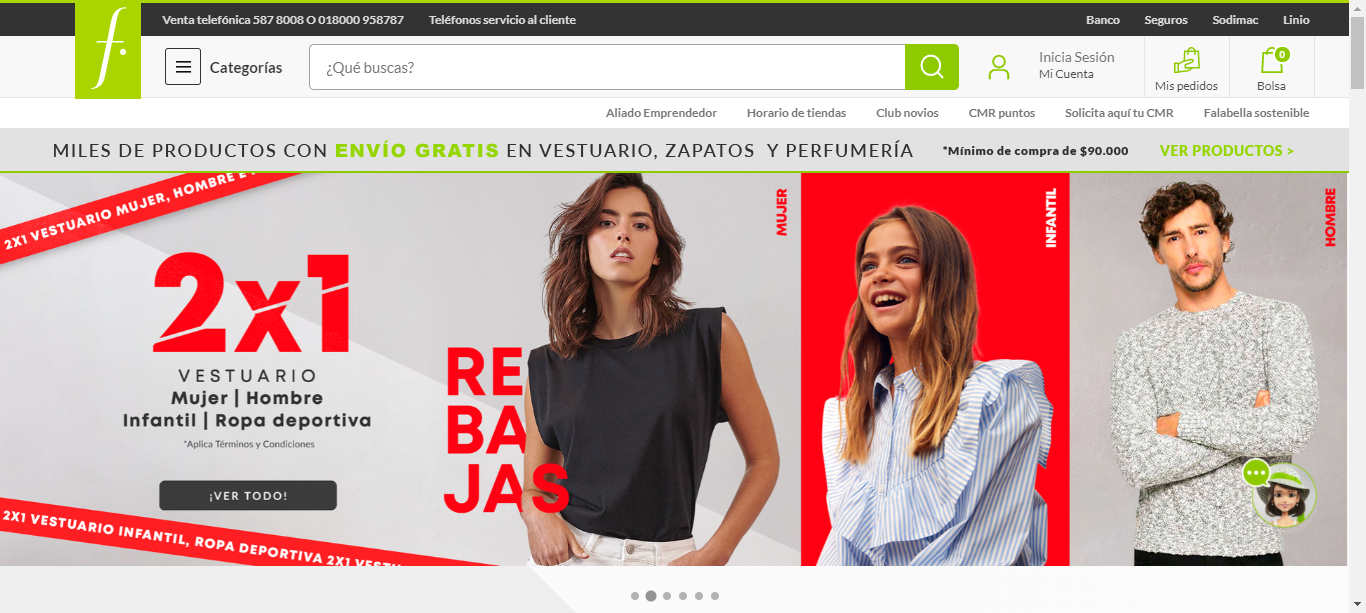 Venta telefónica 587 8008 O 018000 958787
Teléfonos servicio al cliente
Banco
Seguros
Sodimac
Linio
f.
Categorías
¿Qué buscas?
Inicia Sesión
Mi Cuenta
Mis pedidos
0
Bolsa
Aliado Emprendedor
Horario de tiendas
Club novios
CMR puntos
Solicita aquí tu CMR
Falabella sostenible
MILES DE PRODUCTOS CON ENVÍO GRATIS EN VESTUARIO, ZAPATOS Y PERFUMERÍA
*Mínimo de compra de $90.000
VER PRODUCTOS >
2X1 VESTUARIO MUJER, HOMBRE E
2x1
VESTUARIO
Mujer | Hombre
Infantil | Ropa deportiva
*Aplica Términos y Condiciones
¡VER TODO!
2X1 VESTUARIO INFANTIL, ROPA DEPORTIVA 2X1
RE
BA
JAS
MUJER
INFANTIL
HOMBRE